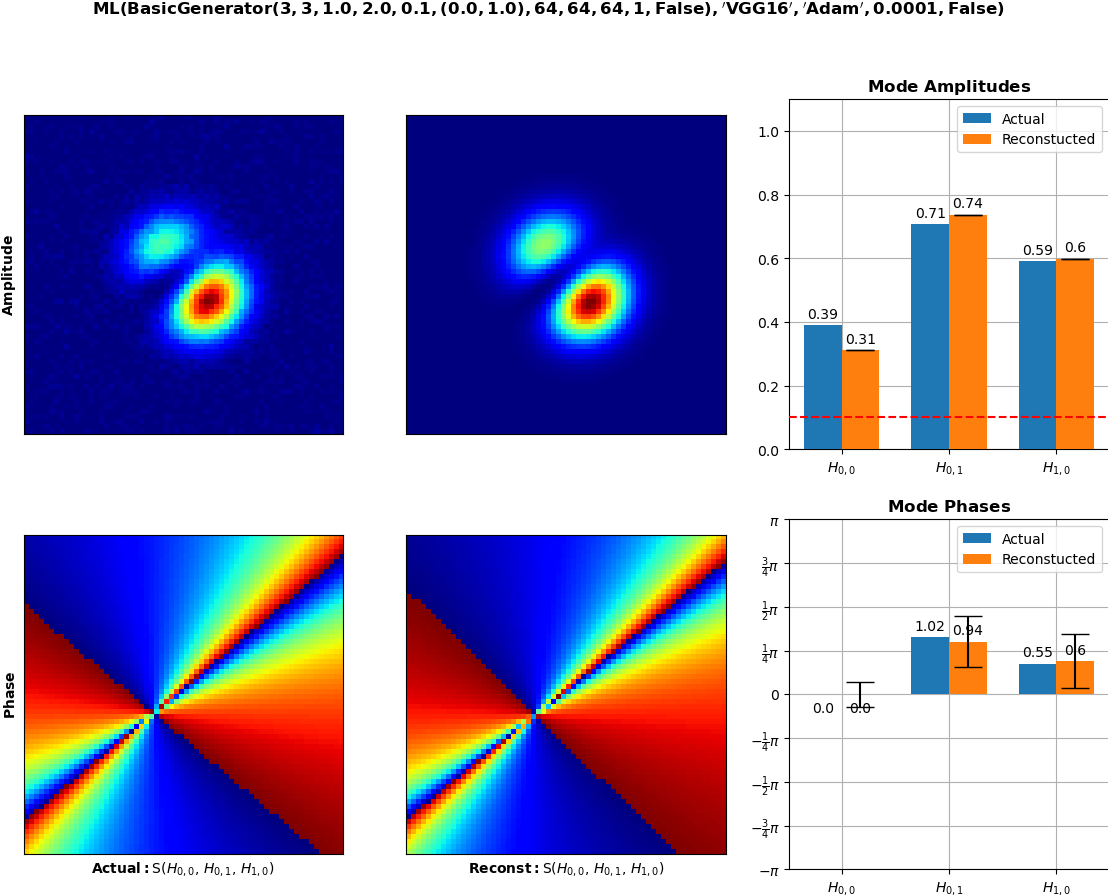 ML(BasicGenerator(3, 3, 1.0, 2.0, 0.1, (0.0, 1.0), 64, 64, 64, 1, False), ′VGG16′, ′Adam′, 0.0001, False)
Amplitude
Mode Amplitudes
Actual
Reconstucted
1.0
0.8
0.6
0.4
0.2
0.0
0.39
0.31
0.71
0.74
0.59
0.6
H0,0
H0,1
H1,0
Phase
Actual: S(H0,0, H0,1, H1,0)
Reconst: S(H0,0, H0,1, H1,0)
Mode Phases
Actual
Reconstucted
π
3/4π
1/2π
1/4π
0
−1/4π
−1/2π
−3/4π
−π
0.0
0.0
1.02
0.94
0.55
0.6
H0,0
H0,1
H1,0